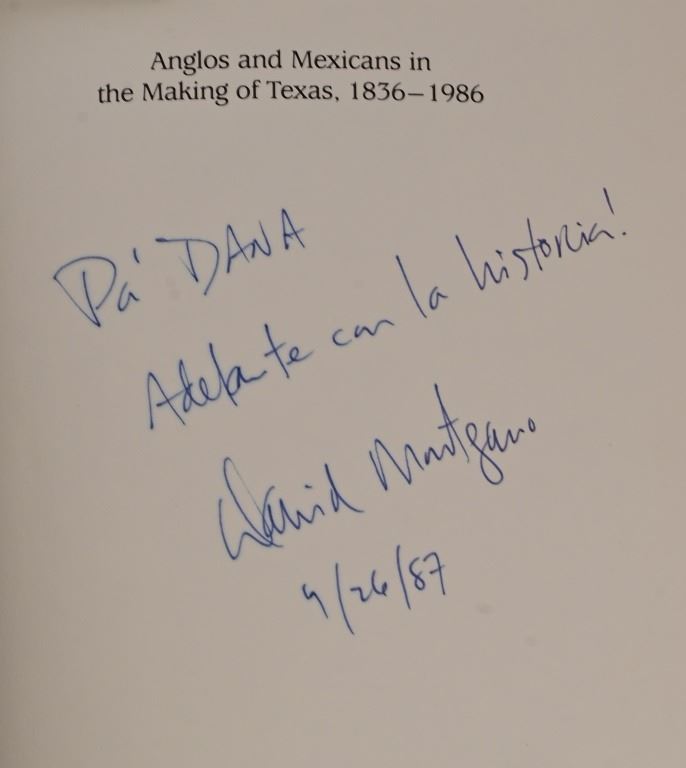 Anglos and Mexicans in
the Making of Texas, 1836–1986
Pa' DANA
Adelante con la historia!
David Montejano
9/26/87